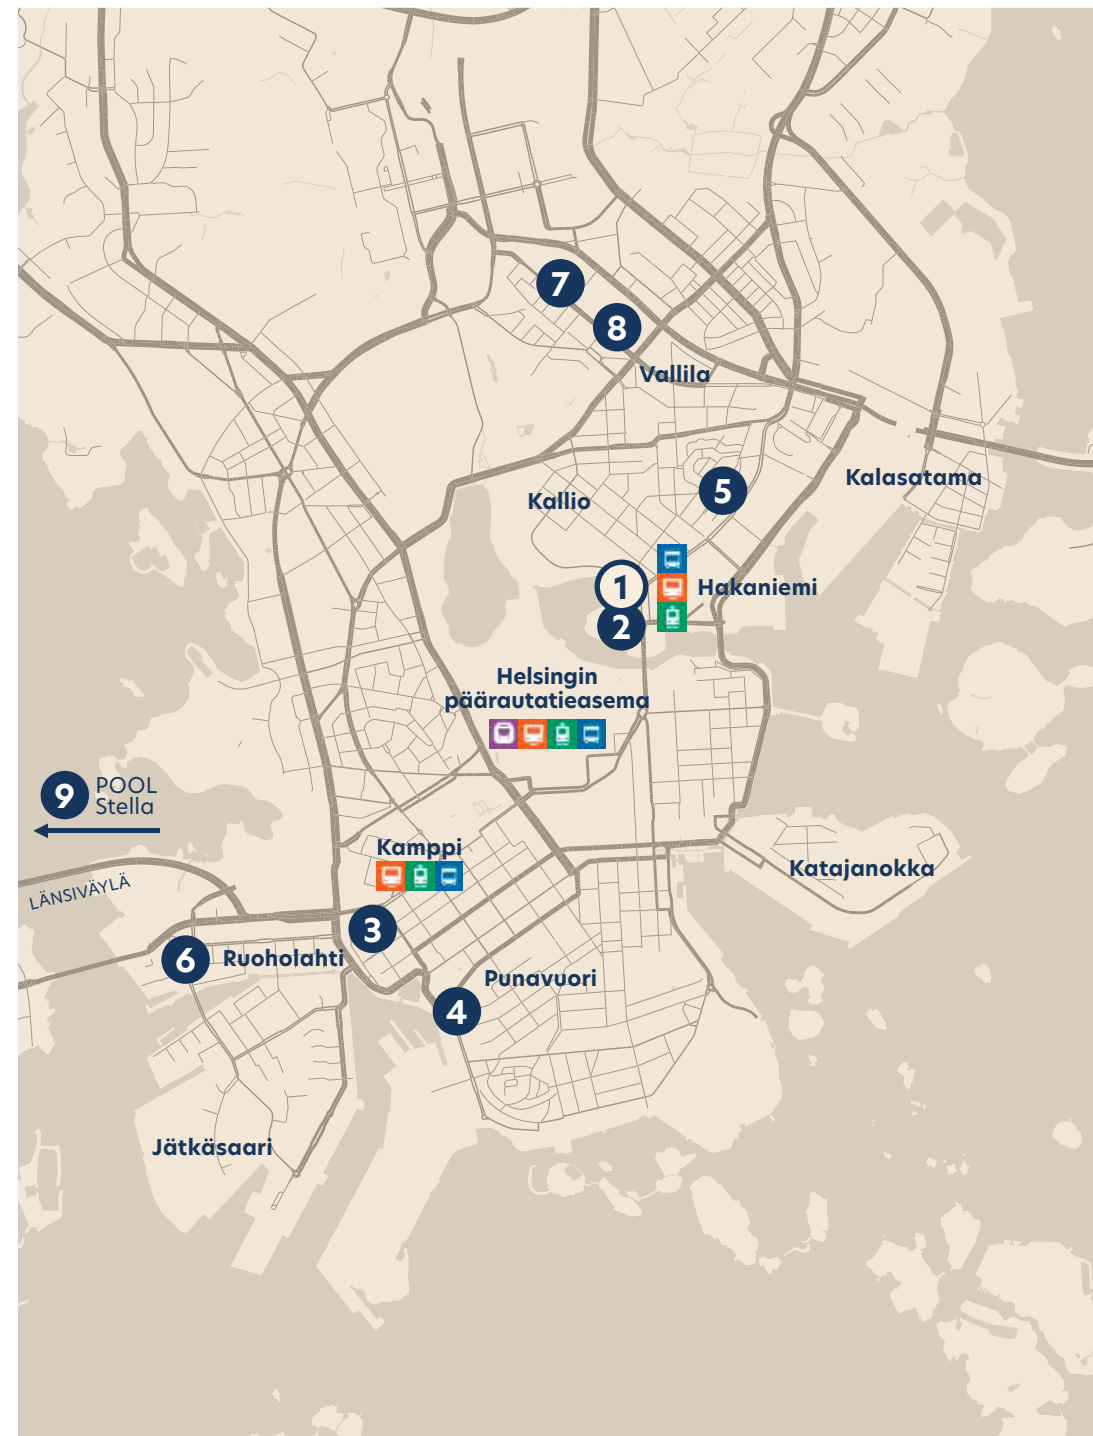 7
8
Vallila
Kalasatama
5
Kallio
1
Hakaniemi
2
Helsingin
päärautatieasema
9
POOL
Stella
Kamppi
Katajanokka
LÄNSIVÄYLÄ
3
6
Ruoholahti
Punavuori
4
Jätkäsaari